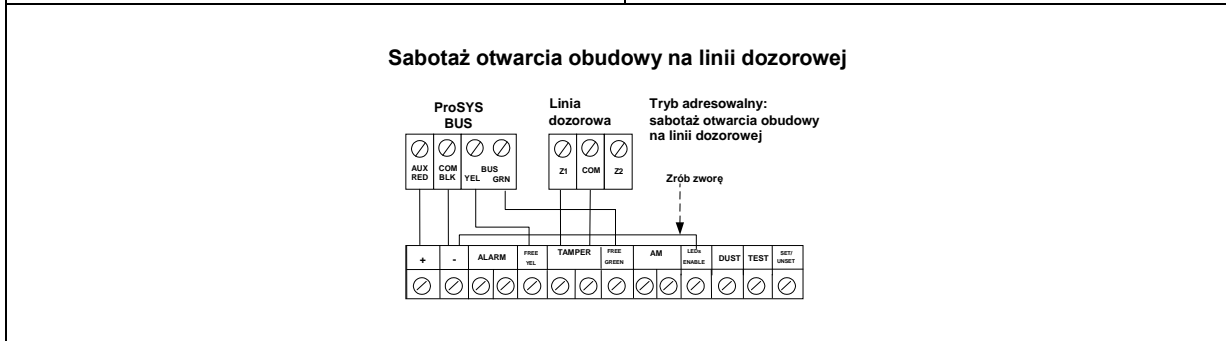 Sabotaż otwarcia obudowy na linii dozorowej
ProSYS
BUS
Linia
dozorowa
Tryb adresowalny:
sabotaż otwarcia obudowy
na linii dozorowej
AUX
RED
COM
BLK
BUS
YEL GRN
Z1 COM Z2
Zrób zworę
+ - ALARM FREE
YEL
TAMPER FREE
GREEN
AM LEDs
ENABLE
DUST TEST SET/
UNSET